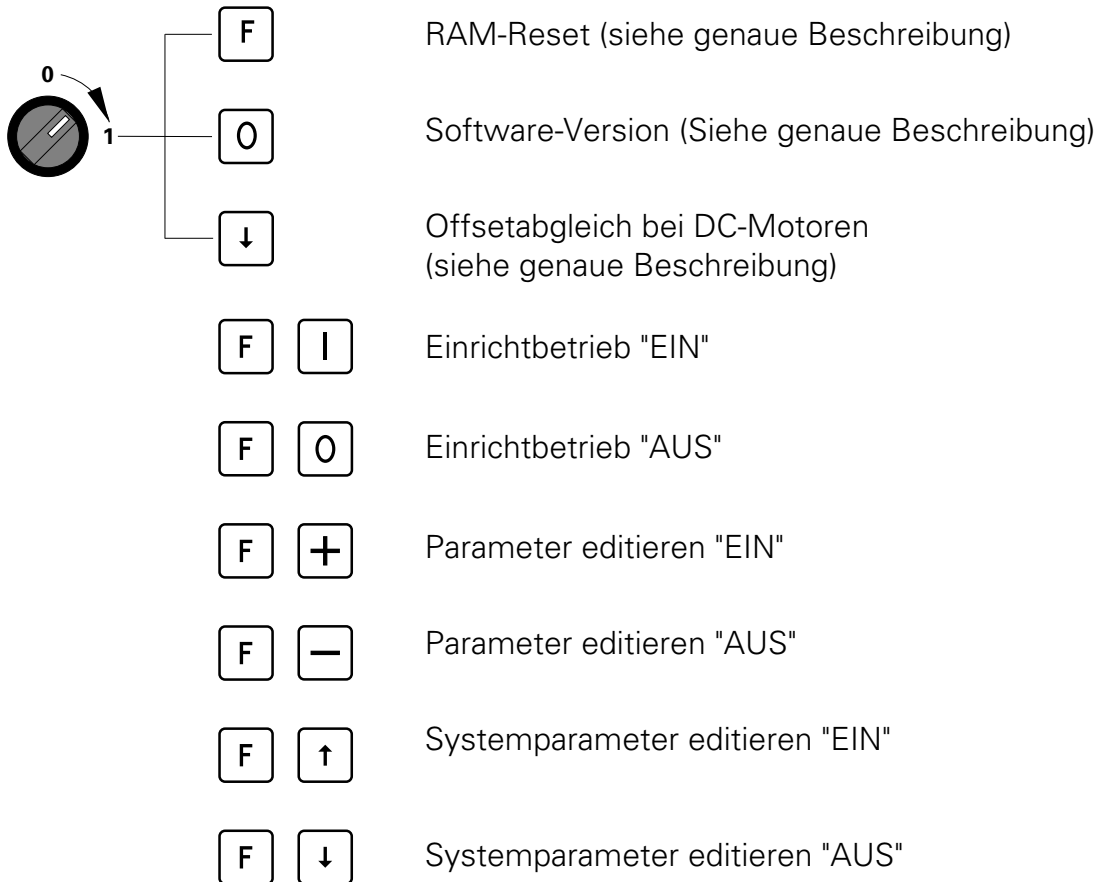 F RAM-Reset (siehe genaue Beschreibung)
0
1 0 Software-Version (Siehe genaue Beschreibung)
↓ Offsetabgleich bei DC-Motoren
(siehe genaue Beschreibung)
F I Einrichtbetrieb "EIN"
F 0 Einrichtbetrieb "AUS"
F + Parameter editieren "EIN"
F − Parameter editieren "AUS"
F ↑ Systemparameter editieren "EIN"
F ↓ Systemparameter editieren "AUS"